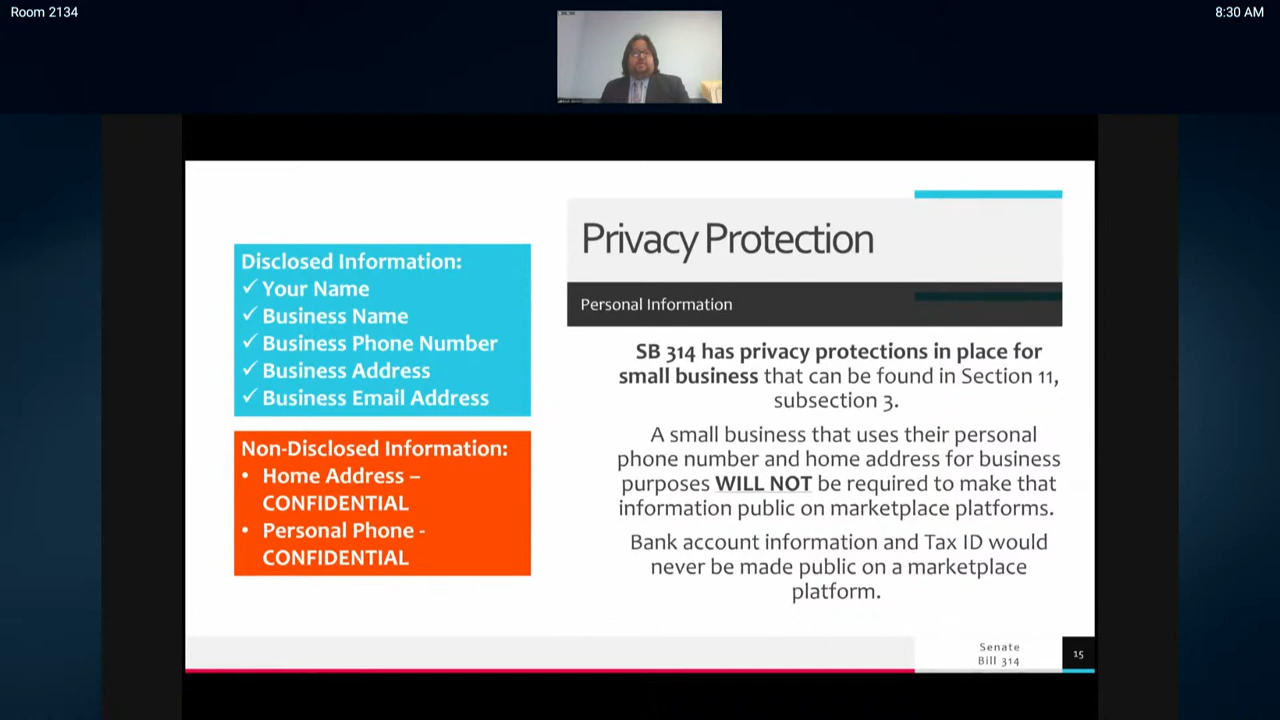 Room 2134
8:30 AM
Disclosed Information:
✓ Your Name
✓ Business Name
✓ Business Phone Number
✓ Business Address
✓ Business Email Address
Non-Disclosed Information:
• Home Address –
CONFIDENTIAL
• Personal Phone -
CONFIDENTIAL
Privacy Protection
Personal Information
SB 314 has privacy protections in place for
small business that can be found in Section 11,
subsection 3.
A small business that uses their personal
phone number and home address for business
purposes WILL NOT be required to make that
information public on marketplace platforms.
Bank account information and Tax ID would
never be made public on a marketplace
platform.
Senate
Bill 314
15